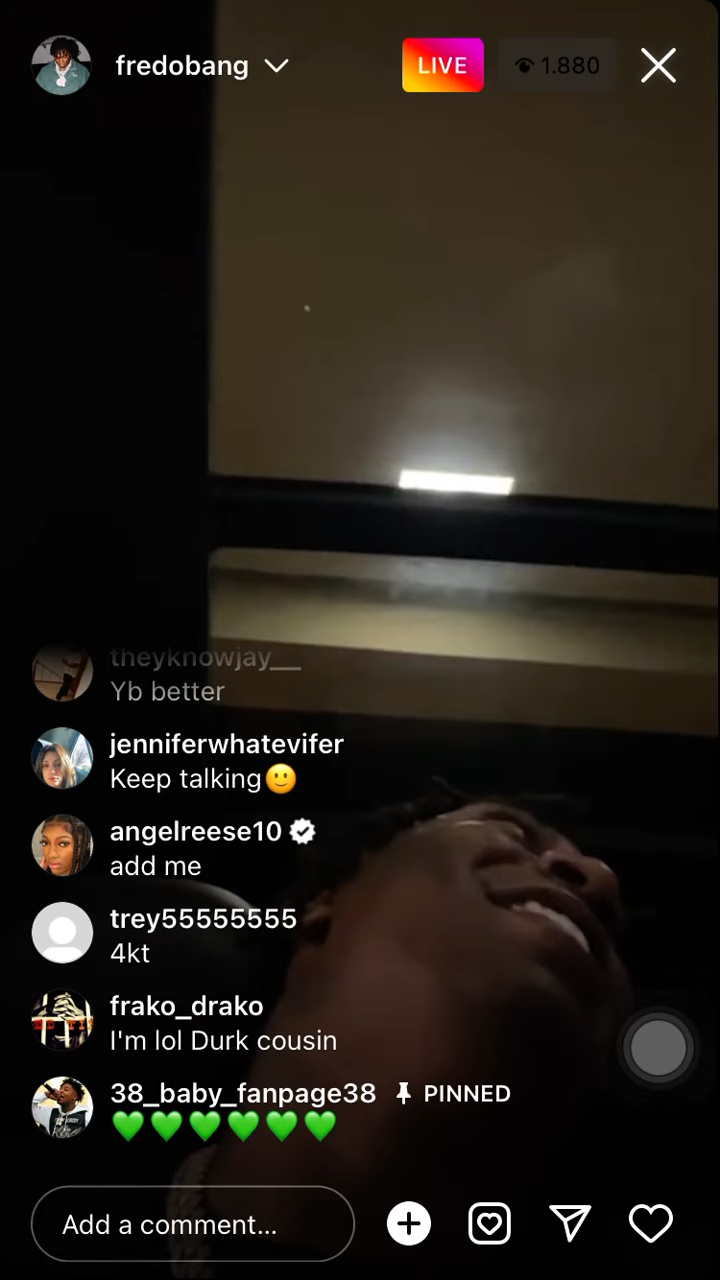 fredobang
LIVE
1.880
theyknowjay__
Yb better
jenniferwhatevifer
Keep talking🙂
angelreese10
add me
trey55555555
4kt
frako_drako
I'm lol Durk cousin
38_baby_fanpage38 PINNED
💚💚💚💚💚💚
Add a comment...